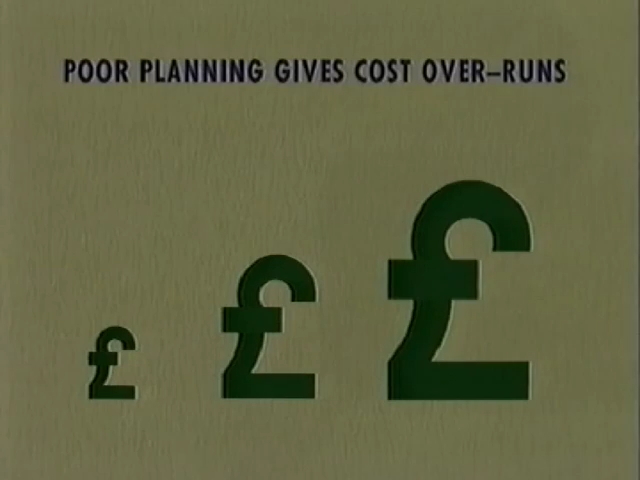 POOR PLANNING GIVES COST OVER–RUNS
£ £ £